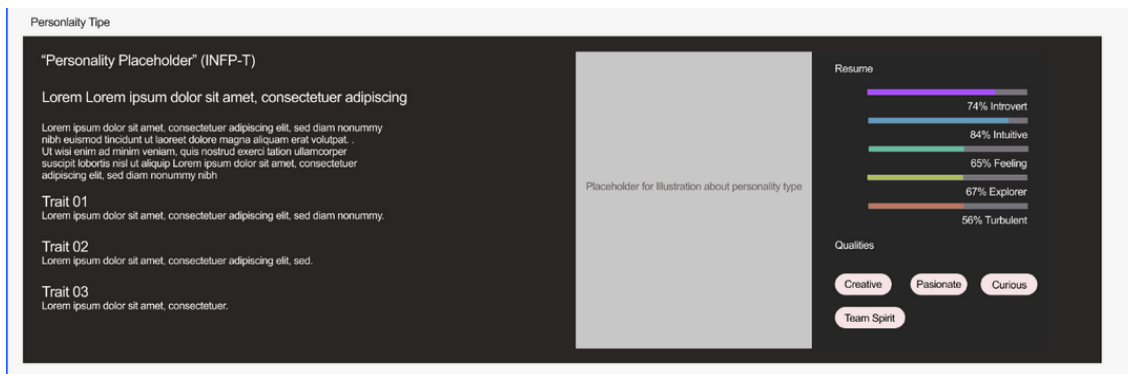 Personlaity Tipe
“Personality Placeholder” (INFP-T)
Lorem Lorem ipsum dolor sit amet, consectetuer adipiscing
Lorem ipsum dolor sit amet, consectetuer adipiscing elit, sed diam nonummy
nibh euismod tincidunt ut laoreet dolore magna aliquam erat volutpat. .
Ut wisi enim ad minim veniam, quis nostrud exerci tation ullamcorper
suscipit lobortis nisl ut aliquip Lorem ipsum dolor sit amet, consectetuer
adipiscing elit, sed diam nonummy nibh
Trait 01
Lorem ipsum dolor sit amet, consectetuer adipiscing elit, sed diam nonummy.
Trait 02
Lorem ipsum dolor sit amet, consectetuer adipiscing elit, sed.
Trait 03
Lorem ipsum dolor sit amet, consectetuer.
Placeholder for Illustration about personality type
Resume
74% Introvert
84% Intuitive
65% Feeling
67% Explorer
56% Turbulent
Qualities
Creative
Pasionate
Curious
Team Spirit